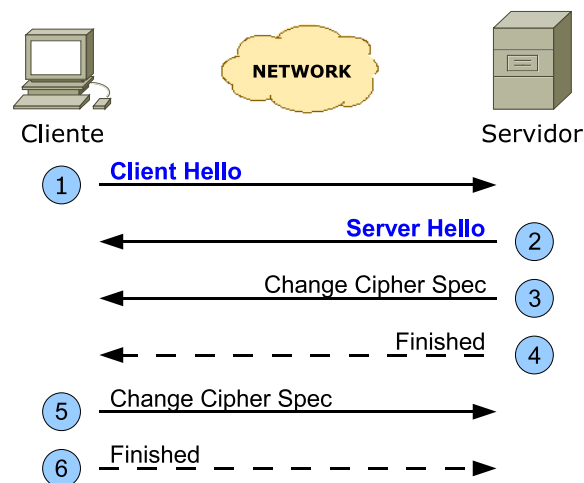 NETWORK
Cliente
Servidor
1
Client Hello
Server Hello
2
Change Cipher Spec
3
Finished
4
5
Change Cipher Spec
6
Finished